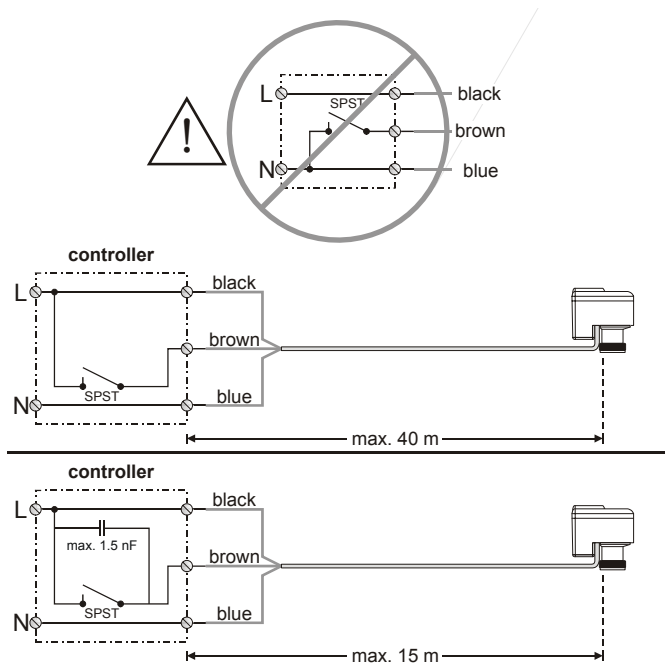 L
SPST
black
!
brown
N
blue
controller
L
black
brown
SPST
blue
N
max. 40 m
controller
L
black
max. 1.5 nF
brown
SPST
blue
N
max. 15 m